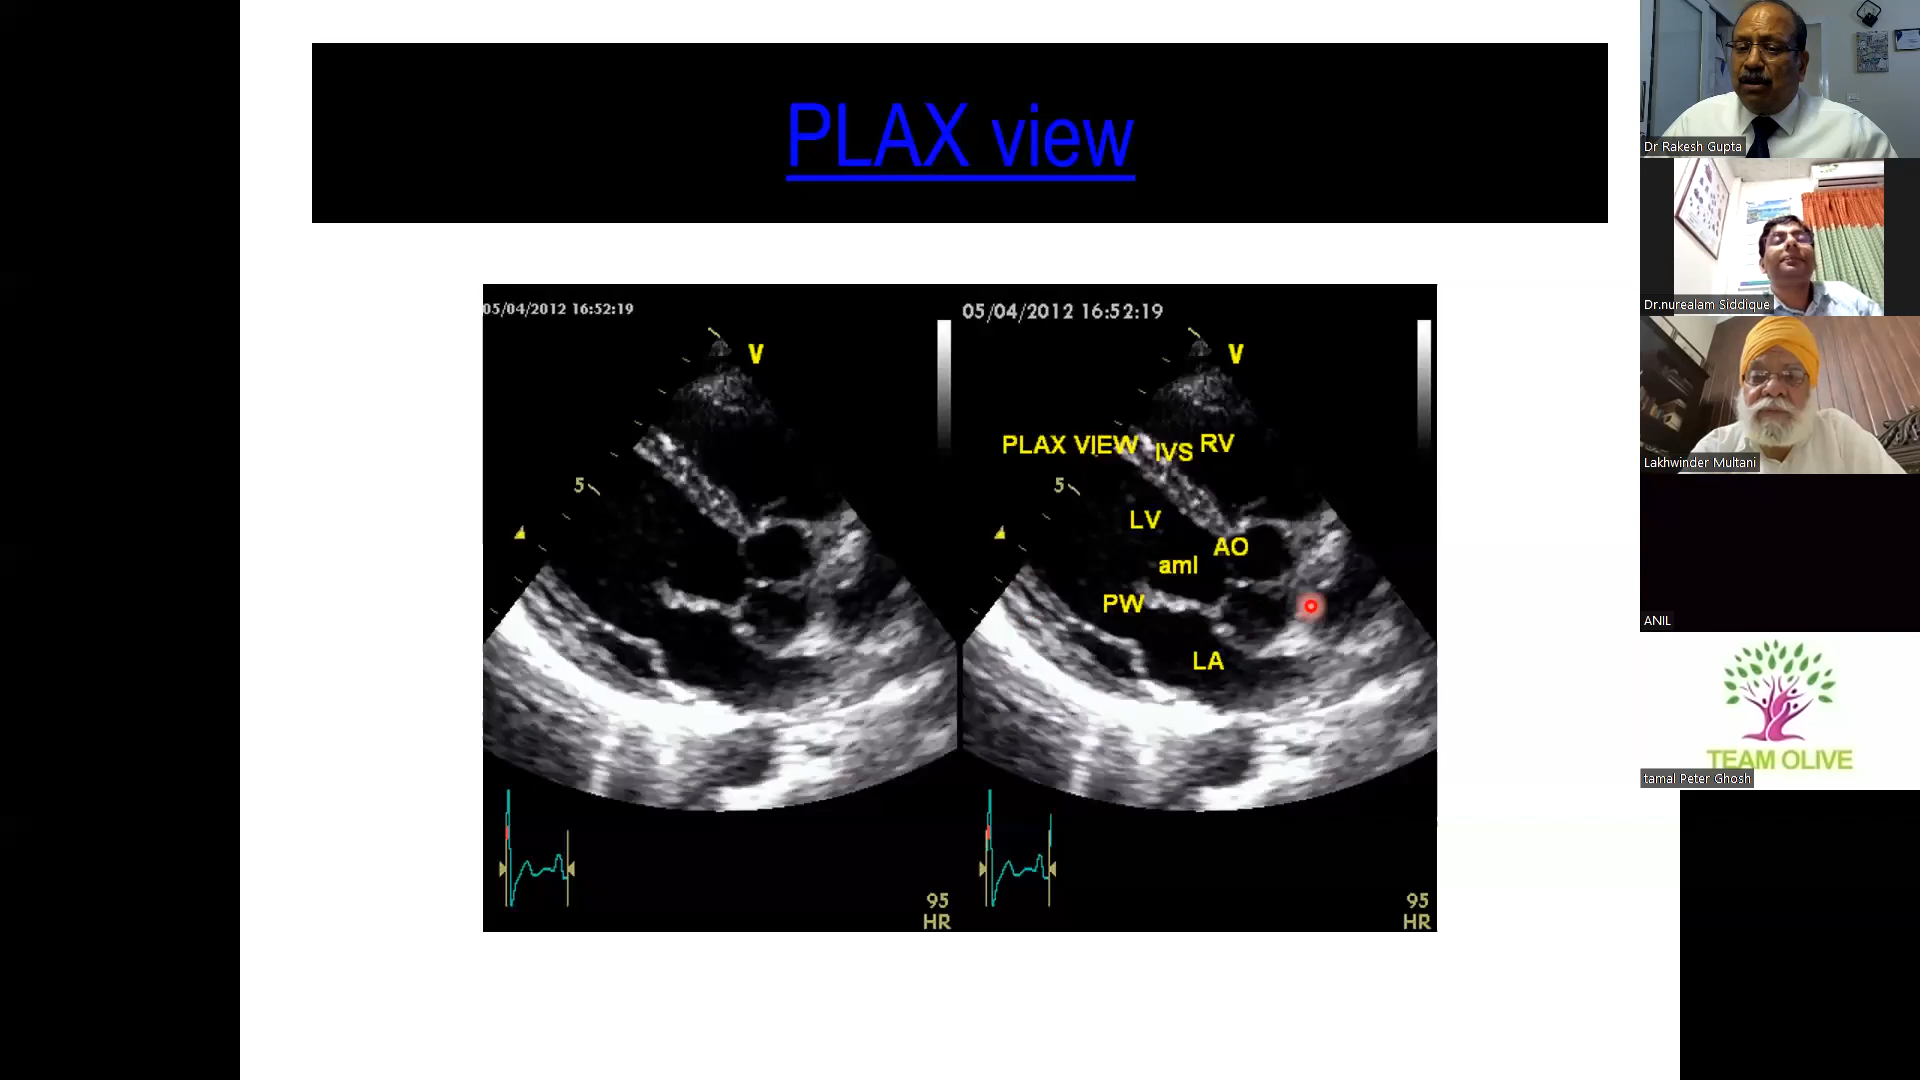 PLAX view
05/04/2012 16:52:19
V
5
95
HR
05/04/2012 16:52:19
V
PLAX VIEW IVS RV
5
LV
AO
aml
PW
LA
95
HR
Dr Rakesh Gupta
Dr.nurealam Siddique
Lakhwinder Multani
ANIL
TEAM OLIVE
tamal Peter Ghosh